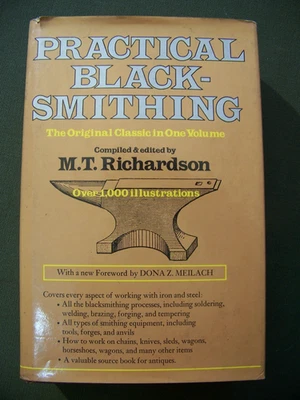 PRACTICAL
BLACK-
SMITHING
The Original Classic in One Volume
Compiled & edited by
M.T. Richardson
Over 1,000 illustrations
With a new Foreword by DONA Z. MEILACH
Covers every aspect of working with iron and steel:
• All the blacksmithing processes, including soldering,
welding, brazing, forging, and tempering
• All types of smithing equipment, including
tools, forges, and anvils
• How to work on chains, knives, sleds, wagons,
horseshoes, wagons, and many other items
• A valuable source book for antiques.